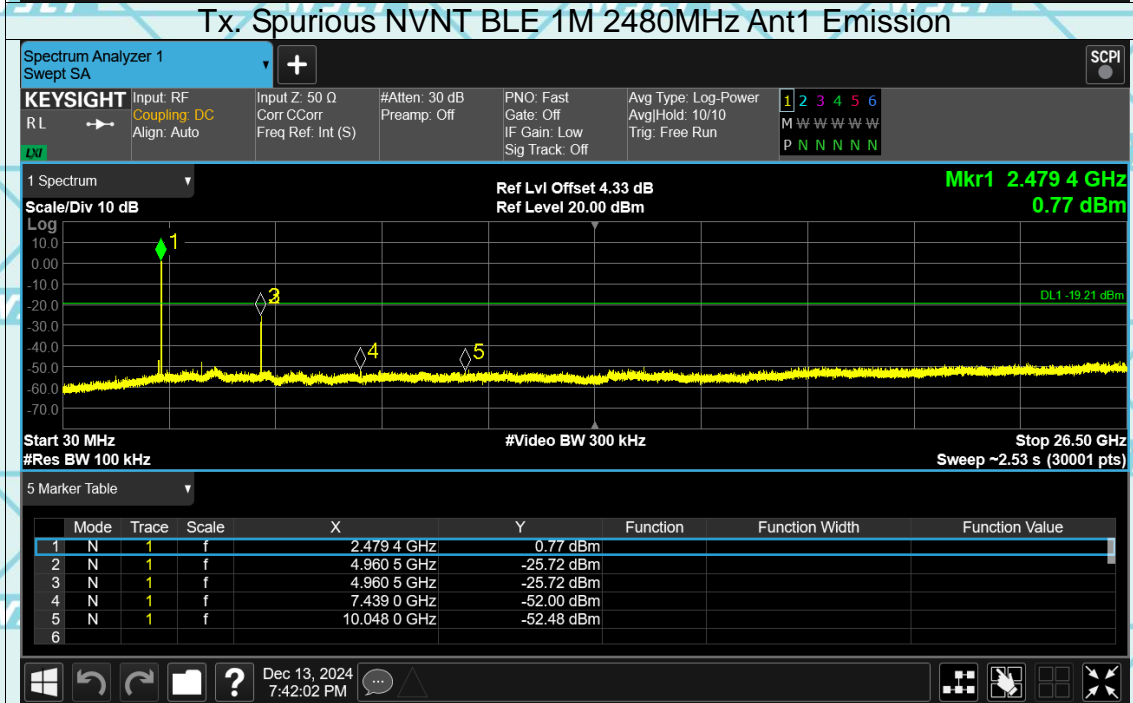 Tx. Spurious NVNT BLE 1M 2480MHz Ant1 Emission
Spectrum Analyzer 1
Swept SA
+
SCPI
KEYSIGHT
RL
LXI
Input: RF
Coupling: DC
Align: Auto
Input Z: 50 Ω
Corr CCorr
Freq Ref: Int (S)
#Atten: 30 dB
Preamp: Off
PNO: Fast
Gate: Off
IF Gain: Low
Sig Track: Off
Avg Type: Log-Power
Avg|Hold: 10/10
Trig: Free Run
1 2 3 4 5 6
M W W W W W
P N N N N N
1 Spectrum
Scale/Div 10 dB
Ref Lvl Offset 4.33 dB
Ref Level 20.00 dBm
Mkr1 2.479 4 GHz
0.77 dBm
Log
10.0
0.00
-10.0
-20.0
-30.0
-40.0
-50.0
-60.0
-70.0
1
3
4
5
DL1 -19.21 dBm
Start 30 MHz
#Video BW 300 kHz
Stop 26.50 GHz
#Res BW 100 kHz
Sweep ~2.53 s (30001 pts)
5 Marker Table
Mode Trace Scale X Y Function Function Width Function Value
1 N 1 f 2.479 4 GHz 0.77 dBm
2 N 1 f 4.960 5 GHz -25.72 dBm
3 N 1 f 4.960 5 GHz -25.72 dBm
4 N 1 f 7.439 0 GHz -52.00 dBm
5 N 1 f 10.048 0 GHz -52.48 dBm
6
?
Dec 13, 2024
7:42:02 PM